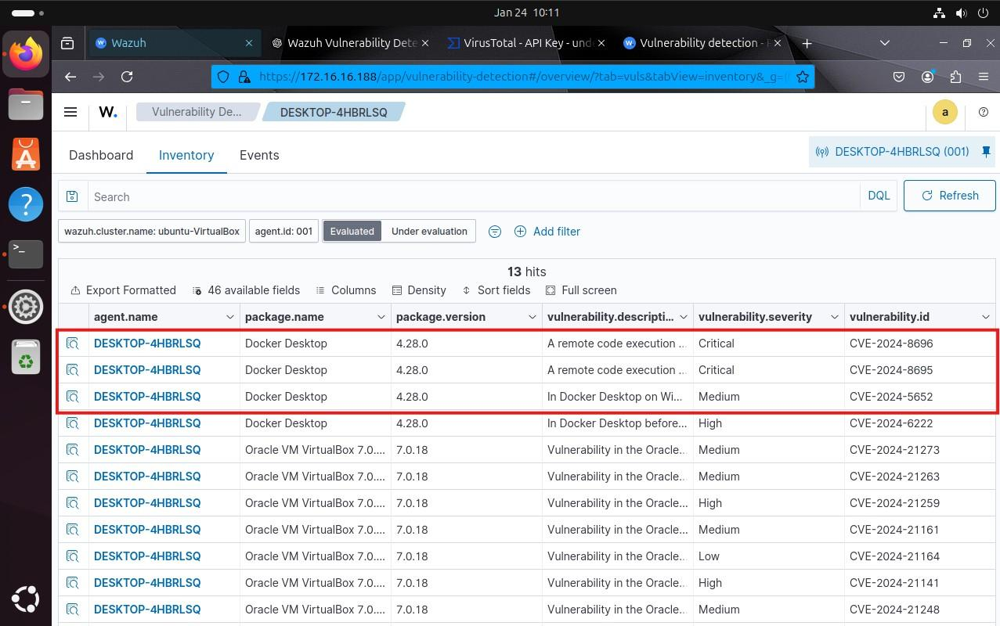 Jan 24 10:11
Wazuh
Wazuh Vulnerability Dete
VirusTotal - API Key - und
Vulnerability detection -
https://172.16.16.188/app/vulnerability-detection#/overview/?tab=vuls&tabView=inventory&_g=(
W. Vulnerability De... DESKTOP-4HBRLSQ a
Dashboard Inventory Events DESKTOP-4HBRLSQ (001)
Search DQL Refresh
wazuh.cluster.name: ubuntu-VirtualBox agent.id: 001 Evaluated Under evaluation Add filter
13 hits
Export Formatted 46 available fields Columns Density Sort fields Full screen
agent.name package.name package.version vulnerability.descripti... vulnerability.severity vulnerability.id
DESKTOP-4HBRLSQ Docker Desktop 4.28.0 A remote code execution ... Critical CVE-2024-8696
DESKTOP-4HBRLSQ Docker Desktop 4.28.0 A remote code execution ... Critical CVE-2024-8695
DESKTOP-4HBRLSQ Docker Desktop 4.28.0 In Docker Desktop on Wi... Medium CVE-2024-5652
DESKTOP-4HBRLSQ Docker Desktop 4.28.0 In Docker Desktop before... High CVE-2024-6222
DESKTOP-4HBRLSQ Oracle VM VirtualBox 7.0.... 7.0.18 Vulnerability in the Oracle... Medium CVE-2024-21273
DESKTOP-4HBRLSQ Oracle VM VirtualBox 7.0.... 7.0.18 Vulnerability in the Oracle... Medium CVE-2024-21263
DESKTOP-4HBRLSQ Oracle VM VirtualBox 7.0.... 7.0.18 Vulnerability in the Oracle... High CVE-2024-21259
DESKTOP-4HBRLSQ Oracle VM VirtualBox 7.0.... 7.0.18 Vulnerability in the Oracle... Medium CVE-2024-21161
DESKTOP-4HBRLSQ Oracle VM VirtualBox 7.0.... 7.0.18 Vulnerability in the Oracle... Low CVE-2024-21164
DESKTOP-4HBRLSQ Oracle VM VirtualBox 7.0.... 7.0.18 Vulnerability in the Oracle... High CVE-2024-21141
DESKTOP-4HBRLSQ Oracle VM VirtualBox 7.0.... 7.0.18 Vulnerability in the Oracle... Medium CVE-2024-21248